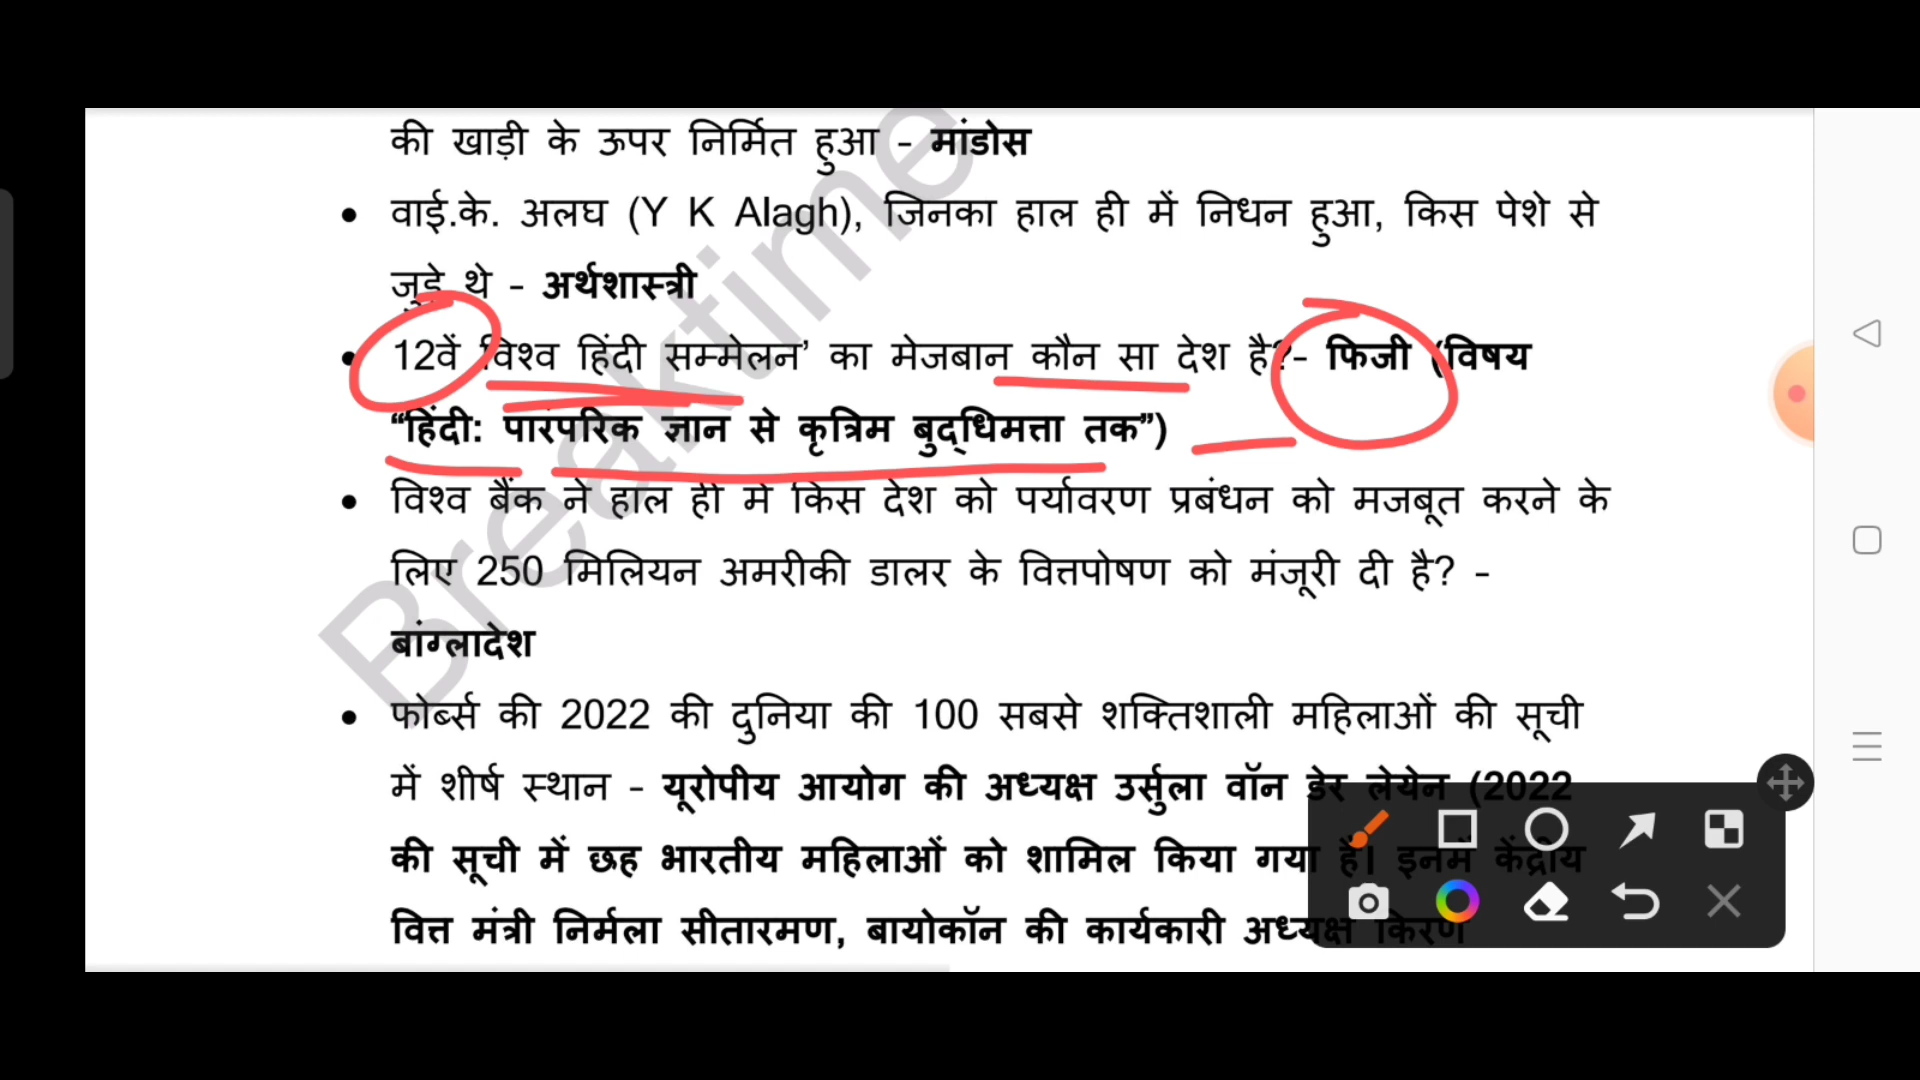 की खाड़ी के ऊपर निर्मित हुआ - मांडोस
• वाई.के. अलघ (Y K Alagh), जिनका हाल ही में निधन हुआ, किस पेशे से
जुड़े थे - अर्थशास्त्री
• 12वें विश्व हिंदी सम्मेलन’ का मेजबान कौन सा देश है?- फिजी (विषय
“हिंदी: पारंपरिक ज्ञान से कृत्रिम बुद्धिमत्ता तक”)
• विश्व बैंक ने हाल ही में किस देश को पर्यावरण प्रबंधन को मजबूत करने के
लिए 250 मिलियन अमरीकी डालर के वित्तपोषण को मंजूरी दी है? -
बांग्लादेश
• फोर्ब्स की 2022 की दुनिया की 100 सबसे शक्तिशाली महिलाओं की सूची
में शीर्ष स्थान - यूरोपीय आयोग की अध्यक्ष उर्सुला वॉन डेर लेयेन (2022
की सूची में छह भारतीय महिलाओं को शामिल किया गया है। इनमें केंद्रीय
वित्त मंत्री निर्मला सीतारमण, बायोकॉन की कार्यकारी अध्यक्ष किरण
Breaktime